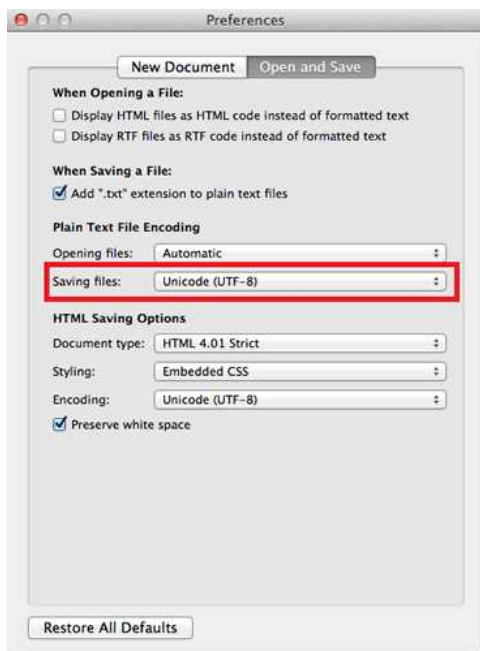 Preferences
New Document Open and Save
When Opening a File:
Display HTML files as HTML code instead of formatted text
Display RTF files as RTF code instead of formatted text
When Saving a File:
Add ".txt" extension to plain text files
Plain Text File Encoding
Opening files: Automatic
Saving files: Unicode (UTF-8)
HTML Saving Options
Document type: HTML 4.01 Strict
Styling: Embedded CSS
Encoding: Unicode (UTF-8)
Preserve white space
Restore All Defaults